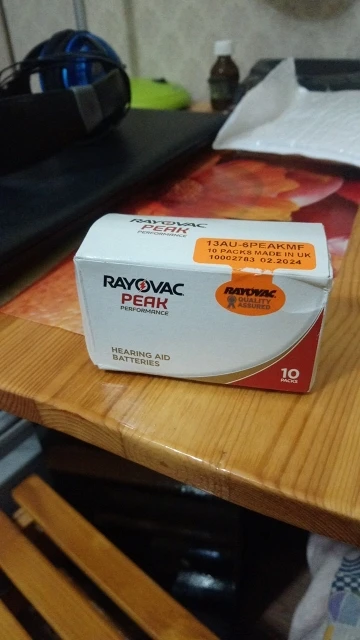 RAYOVAC
PEAK
PERFORMANCE
13AU-6PEAKMF
10 PACKS MADE IN UK
10002783 02.2024
RAYOVAC
PEAK
PERFORMANCE
RAYOVAC
QUALITY
ASSURED
HEARING AID
BATTERIES
10
PACKS